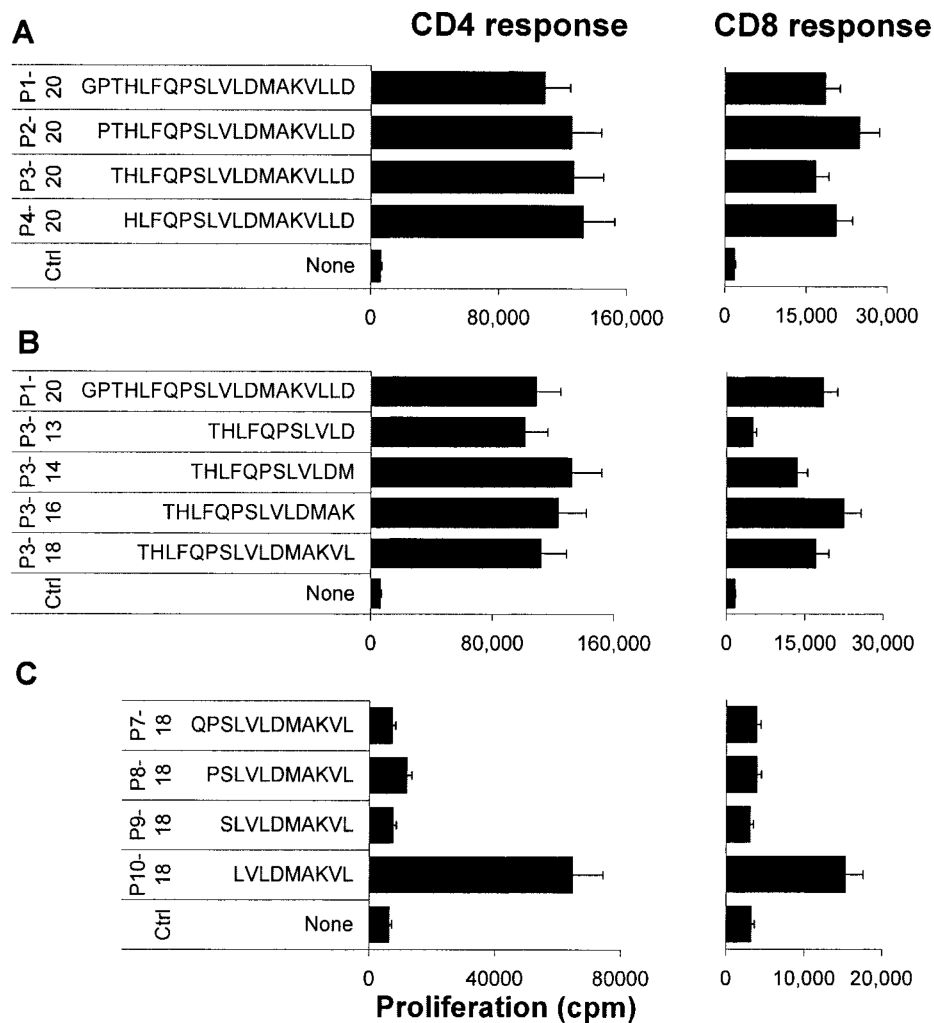 CD4 response
CD8 response
A
P1-20 GPTHLFQPSLVLDMAKVLLD
P2-20 PTHLFQPSLVLDMAKVLLD
P3-20 THLFQPSLVLDMAKVLLD
P4-20 HLFQPSLVLDMAKVLLD
Ctrl None
0 80,000 160,000
0 15,000 30,000
B
P1-20 GPTHLFQPSLVLDMAKVLLD
P3-13 THLFQPSLVLD
P3-14 THLFQPSLVLDM
P3-16 THLFQPSLVLDMAK
P3-18 THLFQPSLVLDMAKVL
Ctrl None
0 80,000 160,000
0 15,000 30,000
C
P7-18 QPSLVLDMAKVL
P8-18 PSLVLDMAKVL
P9-18 SLVLDMAKVL
P10-18 LVLDMAKVL
Ctrl None
0 40000 80000
0 10,000 20,000
Proliferation (cpm)